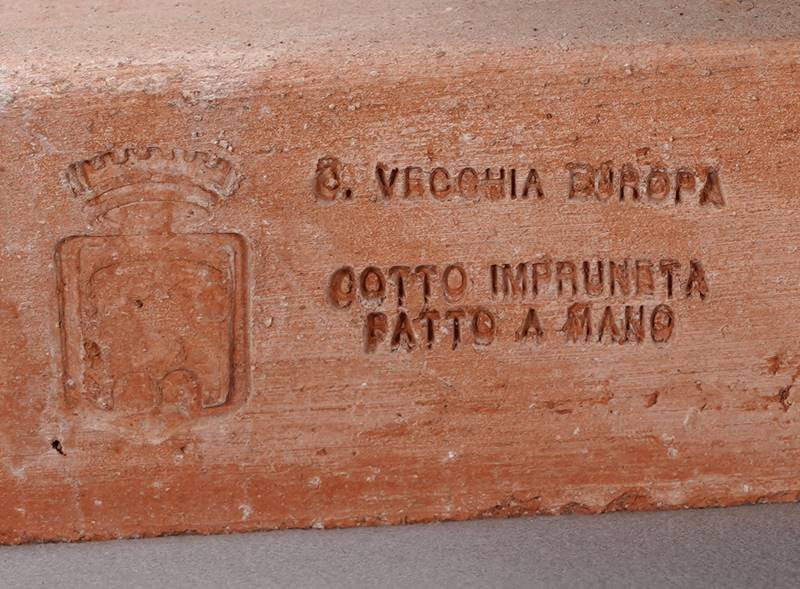 C. VECCHIA EUROPA
COTTO IMPRUNETA
FATTO A MANO